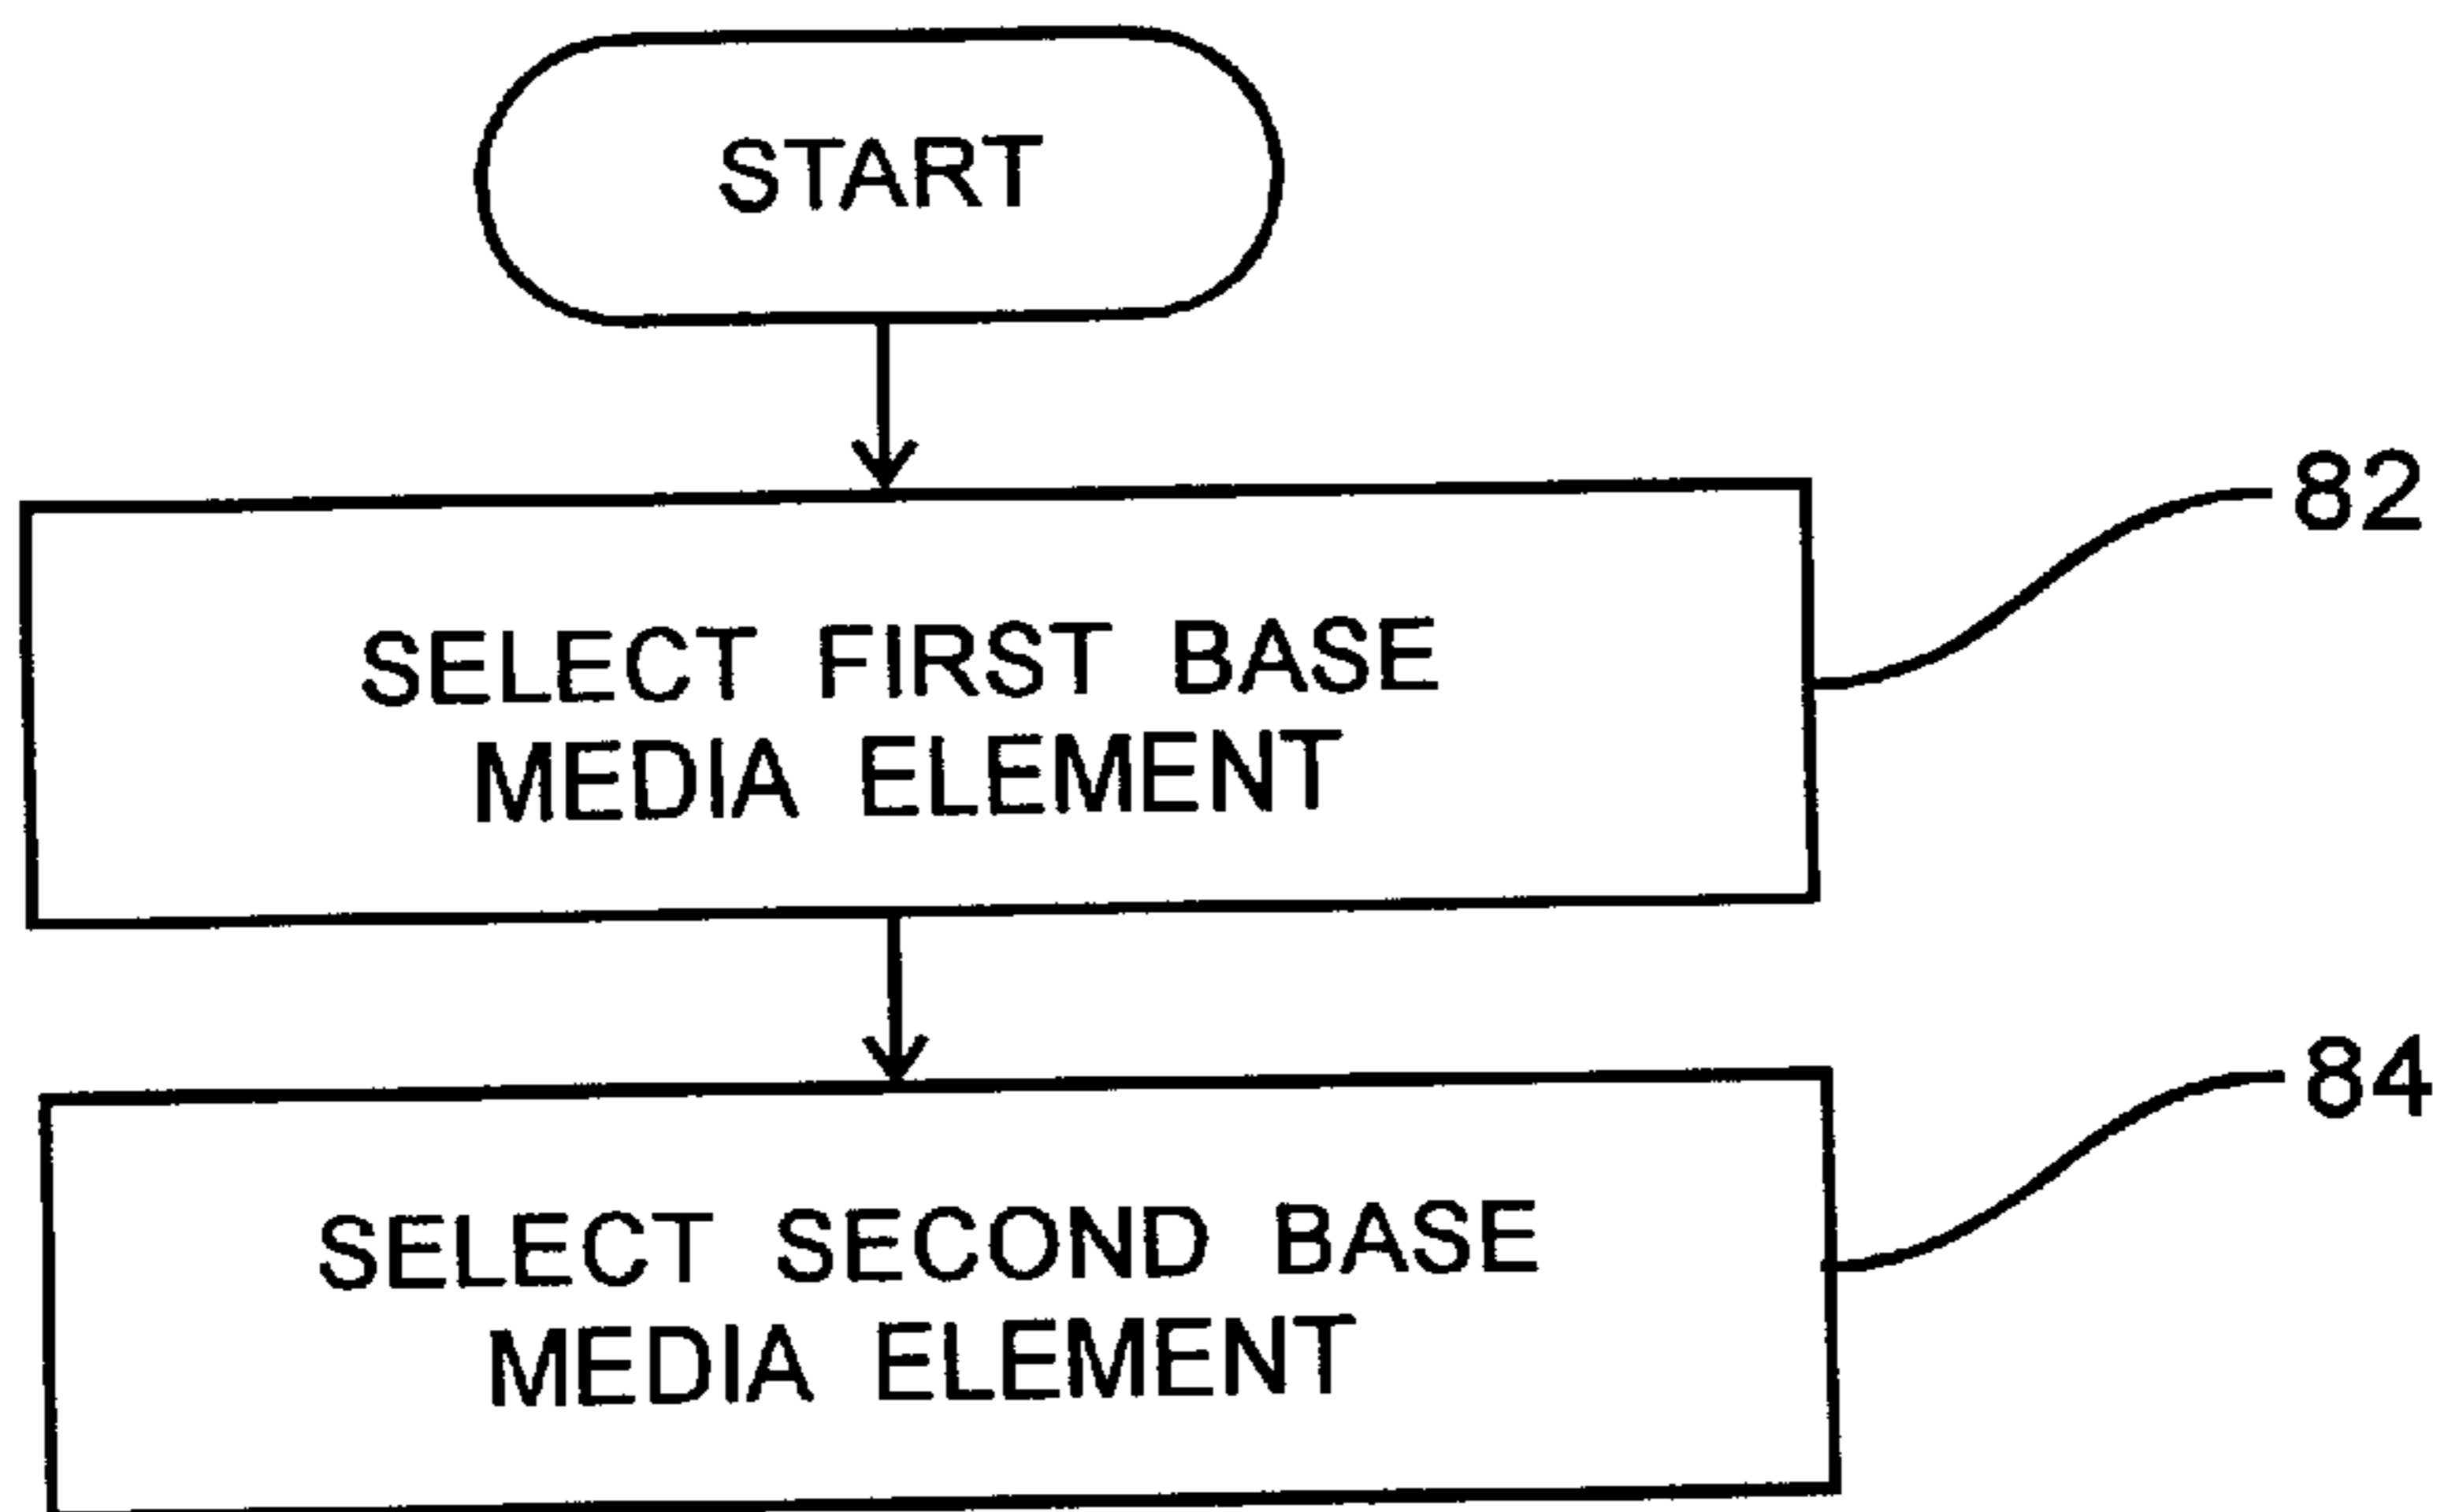 START
82
SELECT FIRST BASE
MEDIA ELEMENT
84
SELECT SECOND BASE
MEDIA ELEMENT